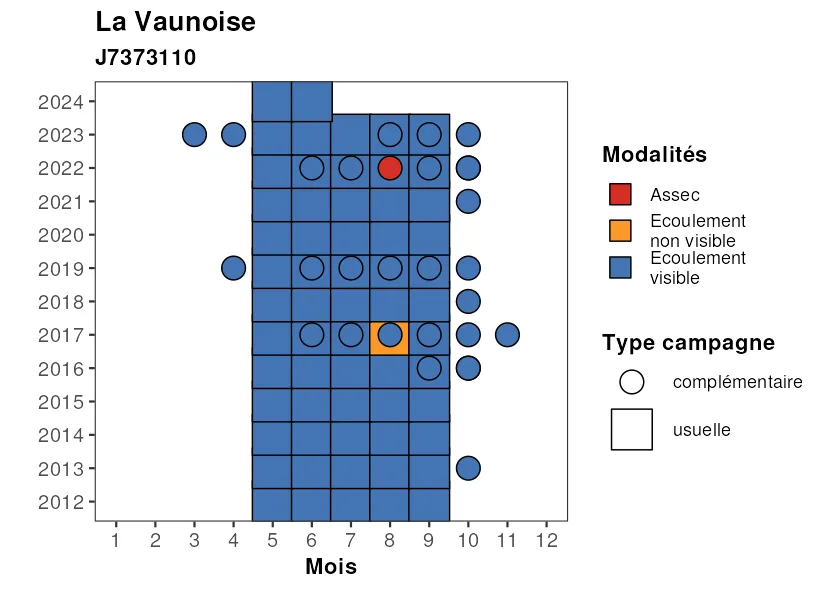 La Vaunoise
J7373110
2024
2023
2022
2021
2020
2019
2018
2017
2016
2015
2014
2013
2012
1 2 3 4 5 6 7 8 9 10 11 12
Mois
Modalités
Assec
Ecoulement
non visible
Ecoulement
visible
Type campagne
complémentaire
usuelle